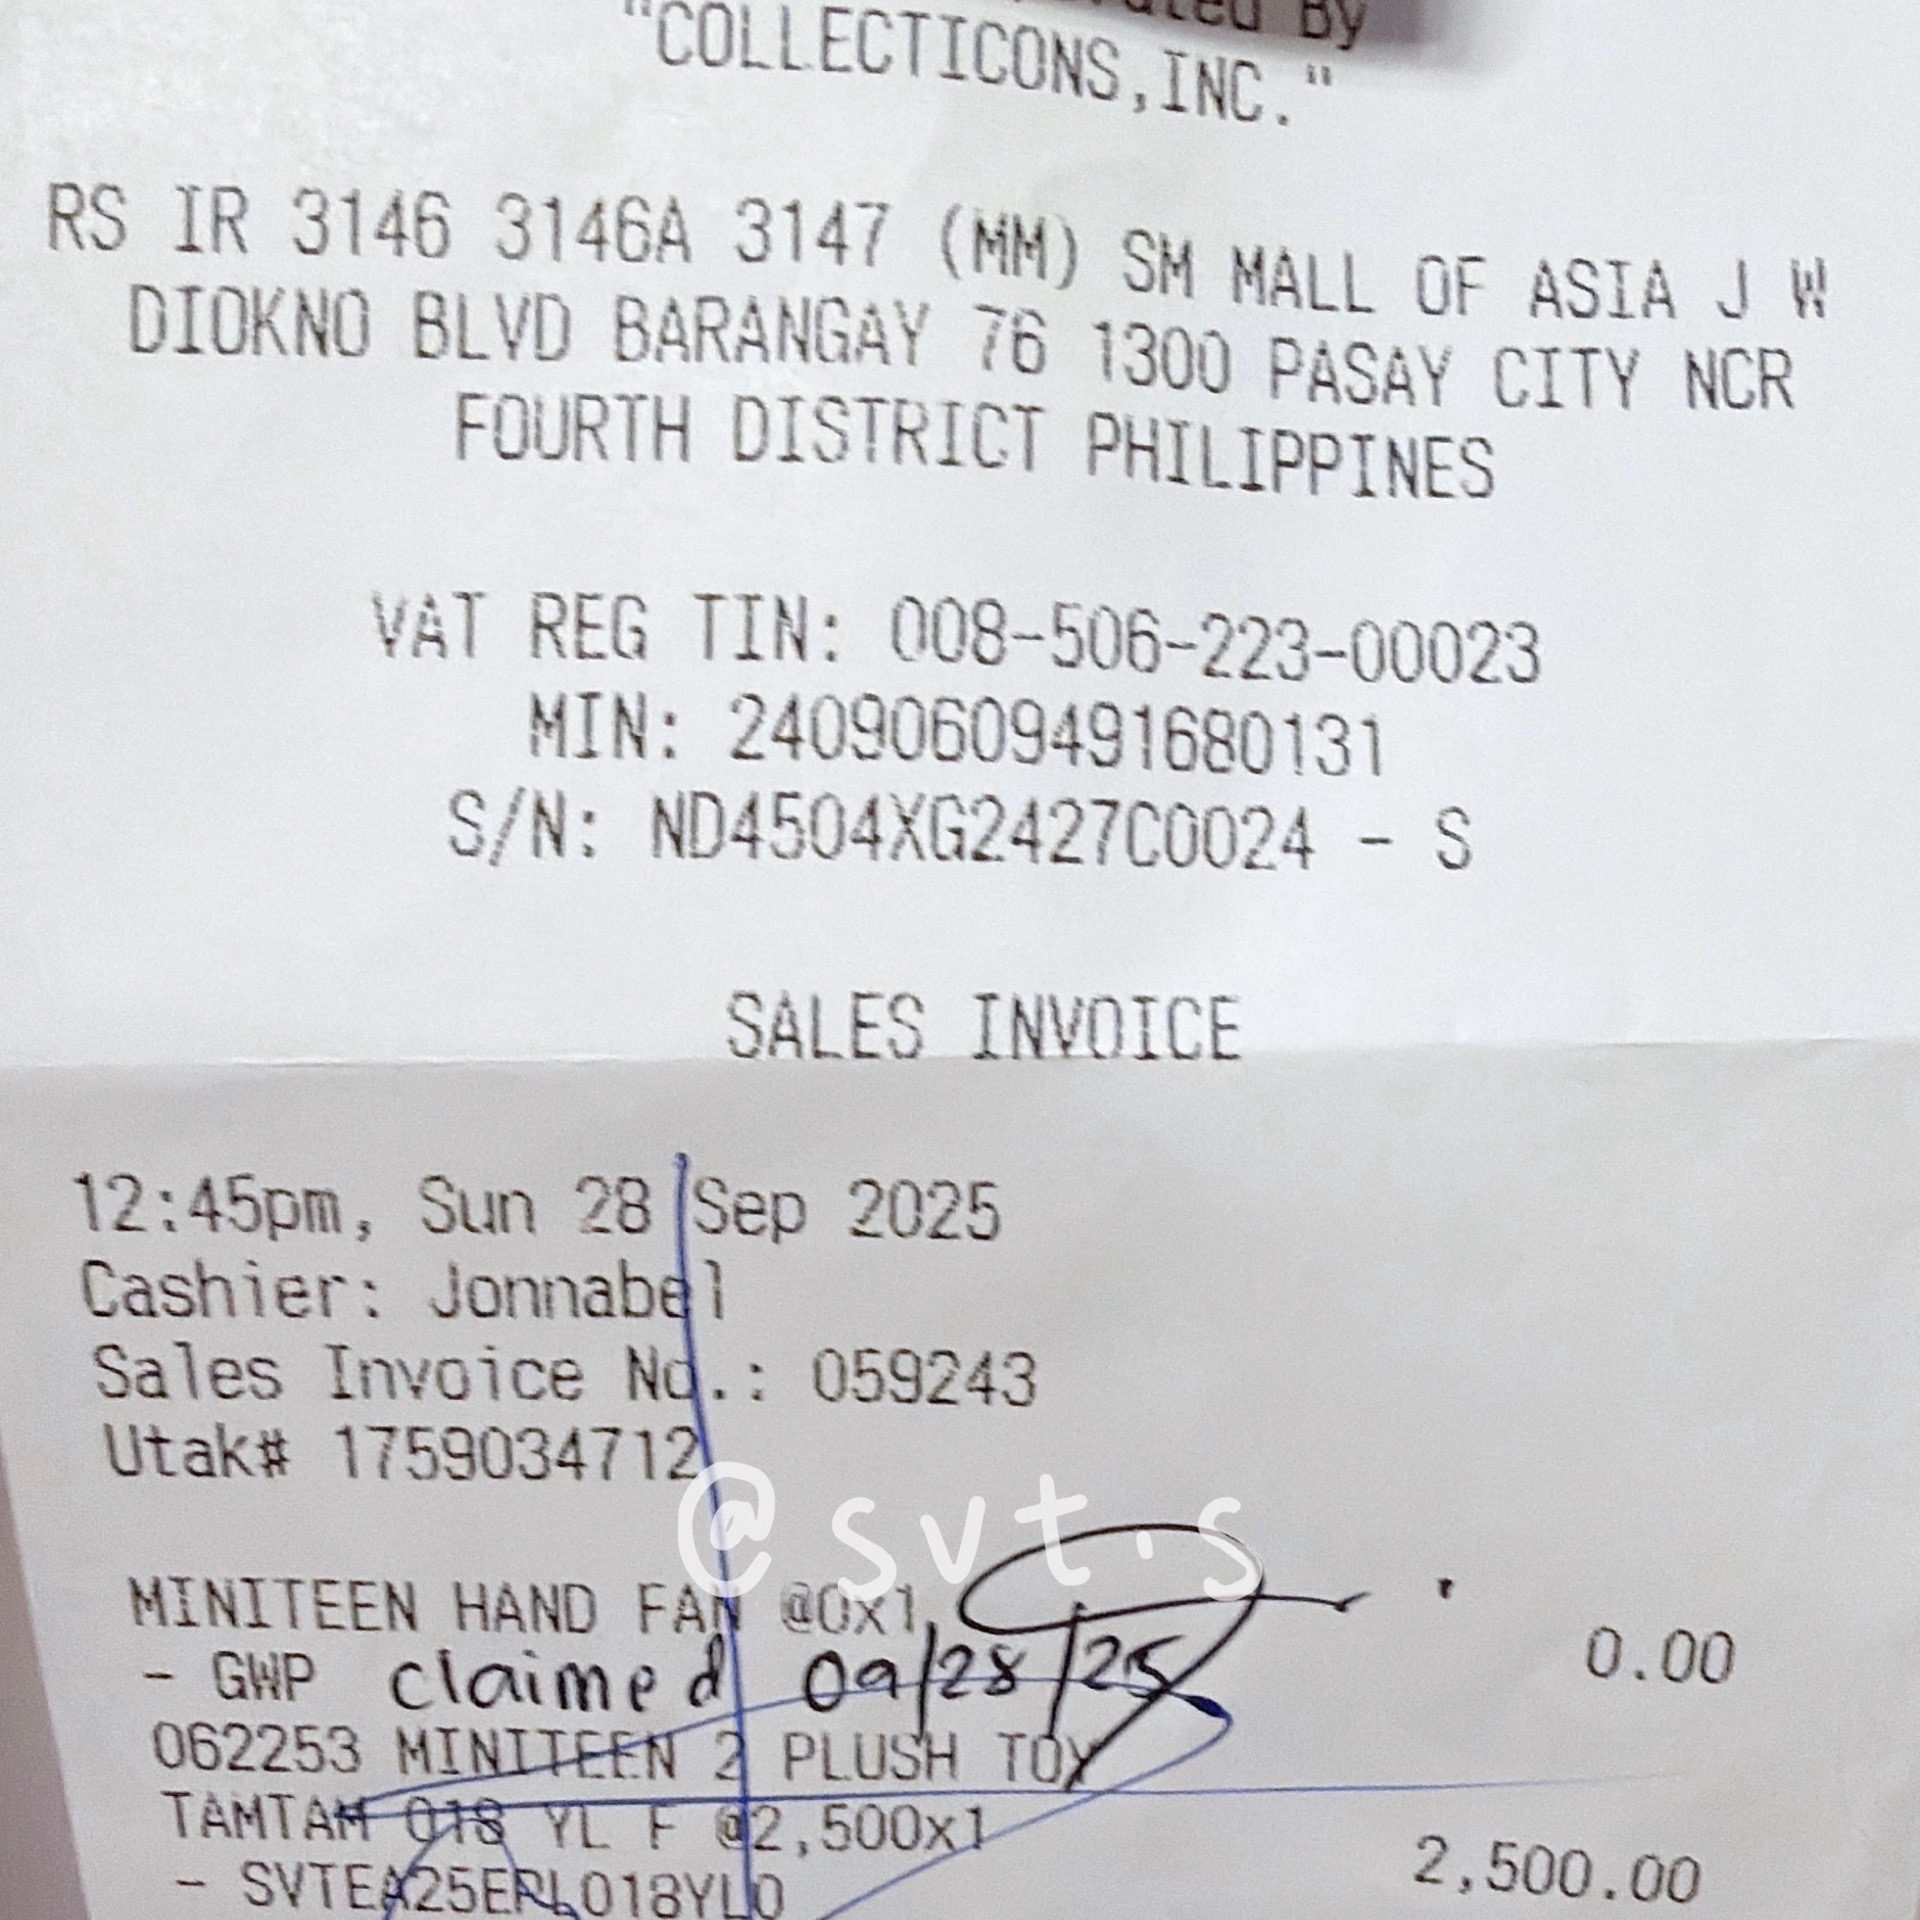 By
"COLLECTICONS,INC."
RS IR 3146 3146A 3147 (MM) SM MALL OF ASIA J W
DIOKNO BLVD BARANGAY 76 1300 PASAY CITY NCR
FOURTH DISTRICT PHILIPPINES
VAT REG TIN: 008-506-223-00023
MIN: 24090609491680131
S/N: ND4504XG2427C0024 - S
SALES INVOICE
12:45pm, Sun 28 Sep 2025
Cashier: Jonnabel
Sales Invoice No.: 059243
Utak# 1759034712
@svt.s
MINITEEN HAND FAN @0x1
0.00
- GWP claimed 09/28/25
062253 MINITEEN 2 PLUSH TOY
TAMTAM 018 YL F @2,500x1
2,500.00
- SVTEA25EPL018YL0